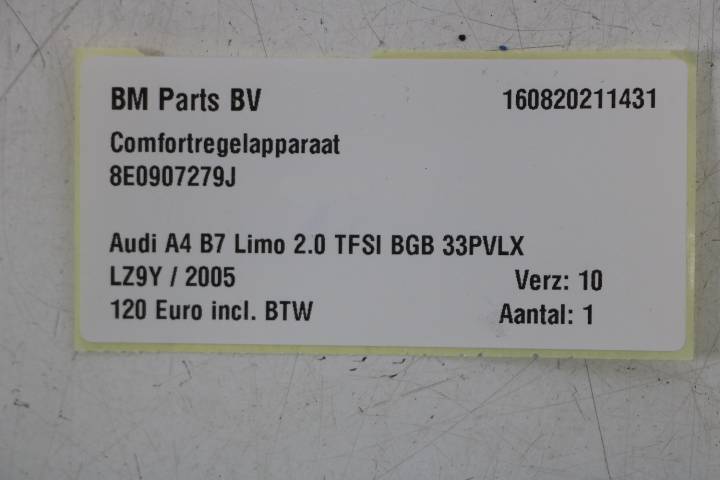 BM Parts BV 160820211431
Comfortregelapparaat
8E0907279J
Audi A4 B7 Limo 2.0 TFSI BGB 33PVLX
LZ9Y / 2005 Verz: 10
120 Euro incl. BTW Aantal: 1